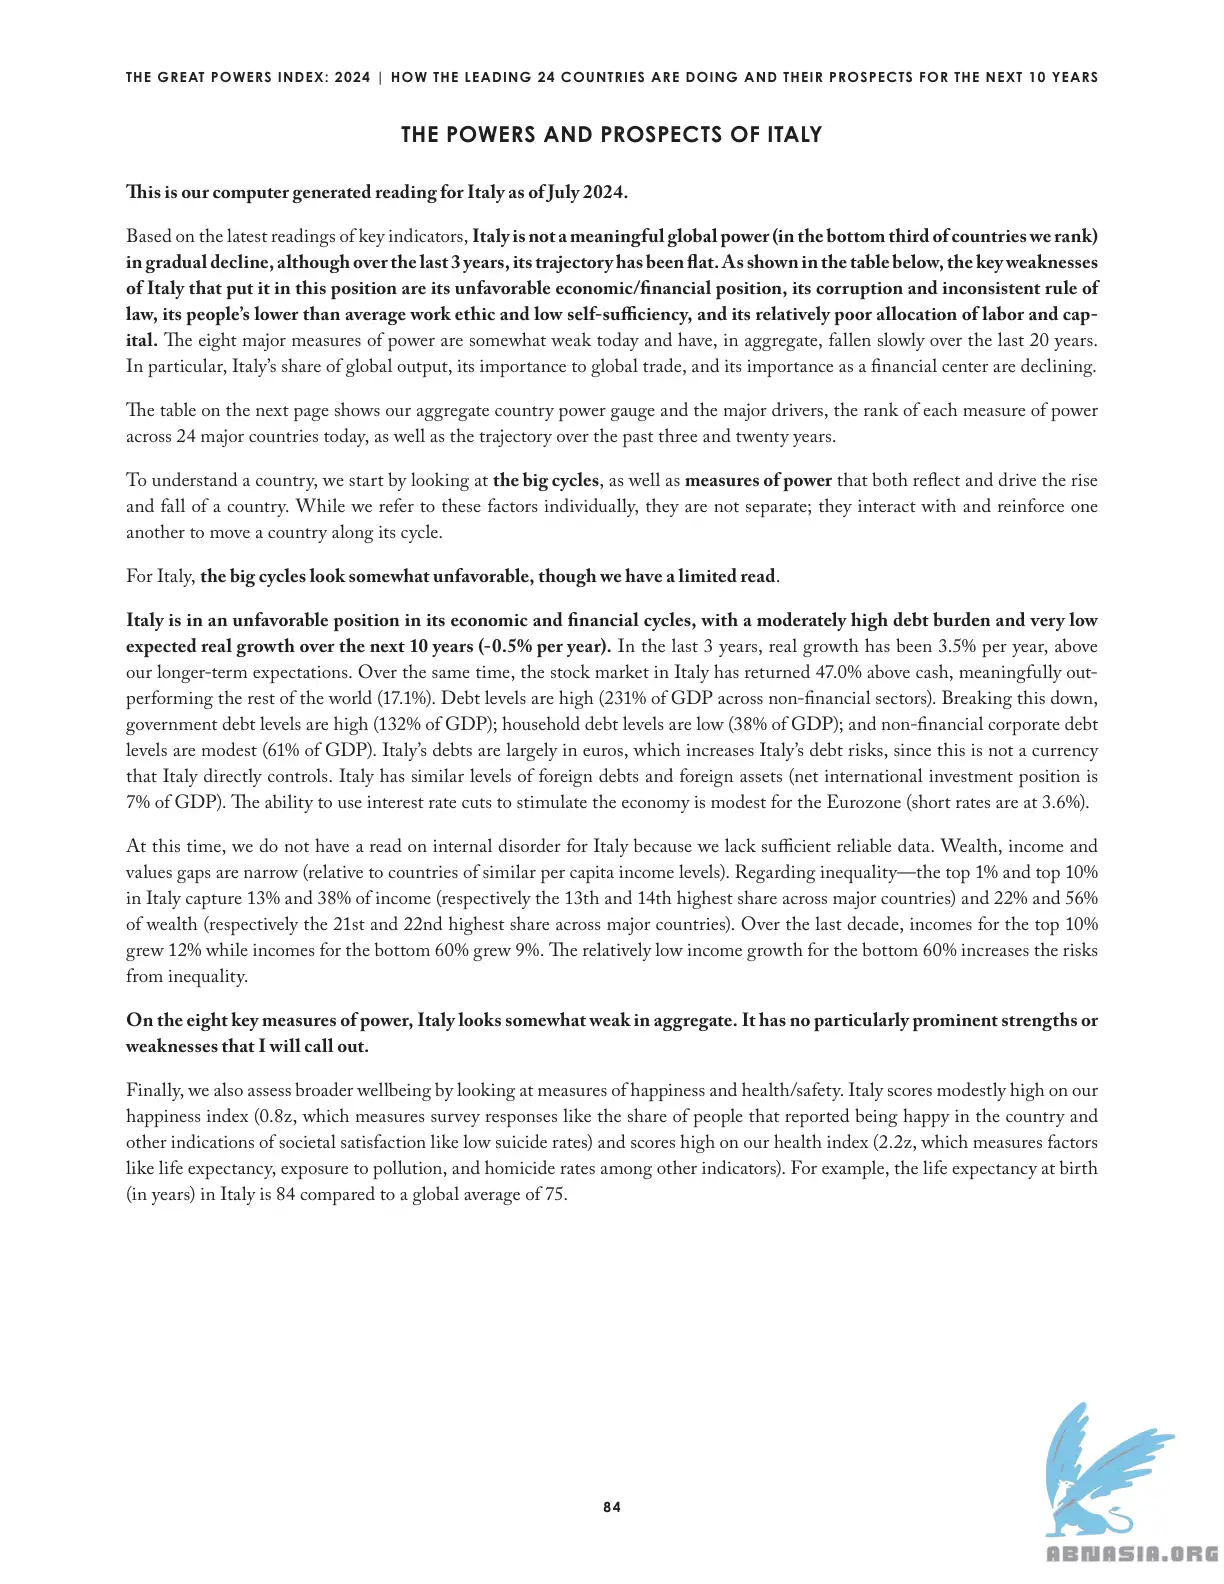 THE GREAT POWERS INDEX: 2024 | HOW THE LEADING 24 COUNTRIES ARE DOING AND THEIR PROSPECTS FOR THE NEXT 10 YEARS
THE POWERS AND PROSPECTS OF ITALY
This is our computer generated reading for Italy as of July 2024.
Based on the latest readings of key indicators, Italy is not a meaningful global power (in the bottom third of countries we rank)
in gradual decline, although over the last 3 years, its trajectory has been flat. As shown in the table below, the key weaknesses
of Italy that put it in this position are its unfavorable economic/financial position, its corruption and inconsistent rule of
law, its people's lower than average work ethic and low self-sufficiency, and its relatively poor allocation of labor and cap-
ital. The eight major measures of power are somewhat weak today and have, in aggregate, fallen slowly over the last 20 years.
In particular, Italy's share of global output, its importance to global trade, and its importance as a financial center are declining.
The table on the next page shows our aggregate country power gauge and the major drivers, the rank of each measure of power
across 24 major countries today, as well as the trajectory over the past three and twenty years.
To understand a country, we start by looking at the big cycles, as well as measures of power that both reflect and drive the rise
and fall of a country. While we refer to these factors individually, they are not separate; they interact with and reinforce one
another to move a country along its cycle.
For Italy, the big cycles look somewhat unfavorable, though we have a limited read.
Italy is in an unfavorable position in its economic and financial cycles, with a moderately high debt burden and very low
expected real growth over the next 10 years (-0.5% per year). In the last 3 years, real growth has been 3.5% per year, above
our longer-term expectations. Over the same time, the stock market in Italy has returned 47.0% above cash, meaningfully out-
performing the rest of the world (17.1%). Debt levels are high (231% of GDP across non-financial sectors). Breaking this down,
government debt levels are high (132% of GDP); household debt levels are low (38% of GDP); and non-financial corporate debt
levels are modest (61% of GDP). Italy's debts are largely in euros, which increases Italy's debt risks, since this is not a currency
that Italy directly controls. Italy has similar levels of foreign debts and foreign assets (net international investment position is
7% of GDP). The ability to use interest rate cuts to stimulate the economy is modest for the Eurozone (short rates are at 3.6%).
At this time, we do not have a read on internal disorder for Italy because we lack sufficient reliable data. Wealth, income and
values gaps are narrow (relative to countries of similar per capita income levels). Regarding inequality—the top 1% and top 10%
in Italy capture 13% and 38% of income (respectively the 13th and 14th highest share across major countries) and 22% and 56%
of wealth (respectively the 21st and 22nd highest share across major countries). Over the last decade, incomes for the top 10%
grew 12% while incomes for the bottom 60% grew 9%. The relatively low income growth for the bottom 60% increases the risks
from inequality.
On the eight key measures of power, Italy looks somewhat weak in aggregate. It has no particularly prominent strengths or
weaknesses that I will call out.
Finally, we also assess broader wellbeing by looking at measures of happiness and health/safety. Italy scores modestly high on our
happiness index (0.8z, which measures survey responses like the share of people that reported being happy in the country and
other indications of societal satisfaction like low suicide rates) and scores high on our health index (2.2z, which measures factors
like life expectancy, exposure to pollution, and homicide rates among other indicators). For example, the life expectancy at birth
(in years) in Italy is 84 compared to a global average of 75.
84
ABNASIA.ORG